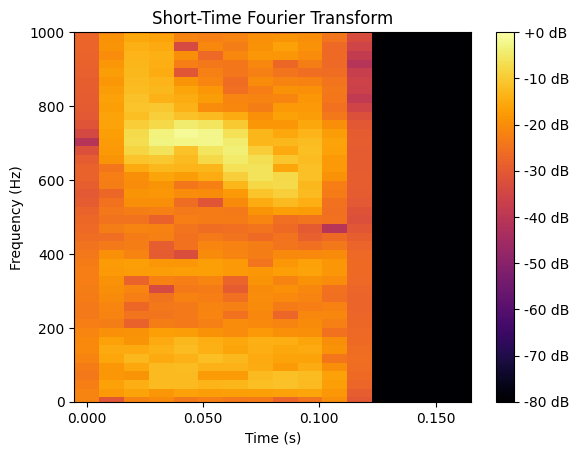 Short-Time Fourier Transform
1000
800
600
400
200
0
Frequency (Hz)
0.000
0.050
0.100
0.150
Time (s)
+0 dB
-10 dB
-20 dB
-30 dB
-40 dB
-50 dB
-60 dB
-70 dB
-80 dB